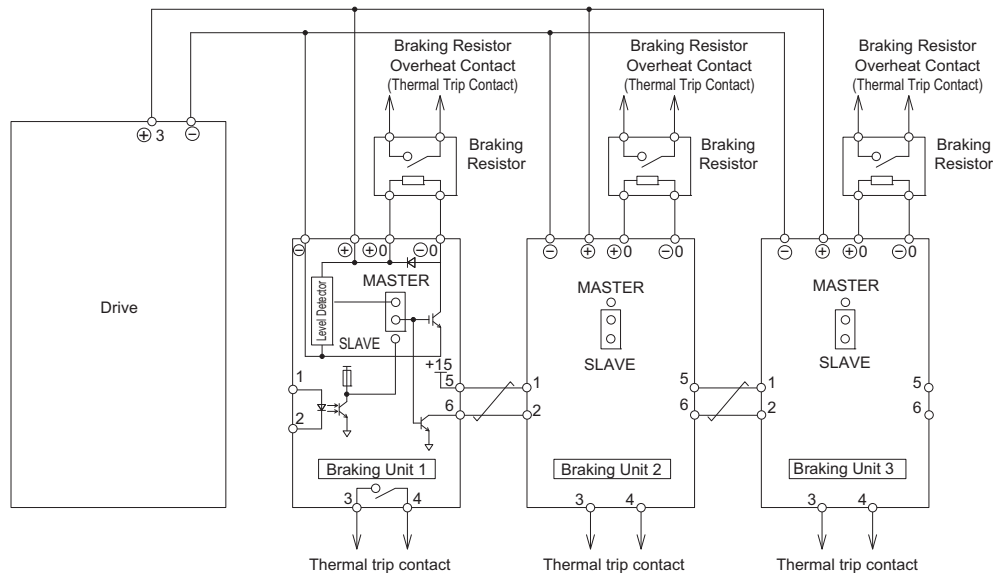 Braking Resistor
Overheat Contact
(Thermal Trip Contact)
Braking Resistor
Overheat Contact
(Thermal Trip Contact)
Braking Resistor
Overheat Contact
(Thermal Trip Contact)
⊕ 3 ⊖
Braking
Resistor
Braking
Resistor
Braking
Resistor
Drive
⊖ ⊕ ⊕0 ⊖0
MASTER
Level Detector
SLAVE
+15
1
2
5
6
Braking Unit 1
3 4
Thermal trip contact
⊖ ⊕ ⊕0 ⊖0
MASTER
SLAVE
1
2
5
6
Braking Unit 2
3 4
Thermal trip contact
⊖ ⊕ ⊕0 ⊖0
MASTER
SLAVE
1
2
5
6
Braking Unit 3
3 4
Thermal trip contact